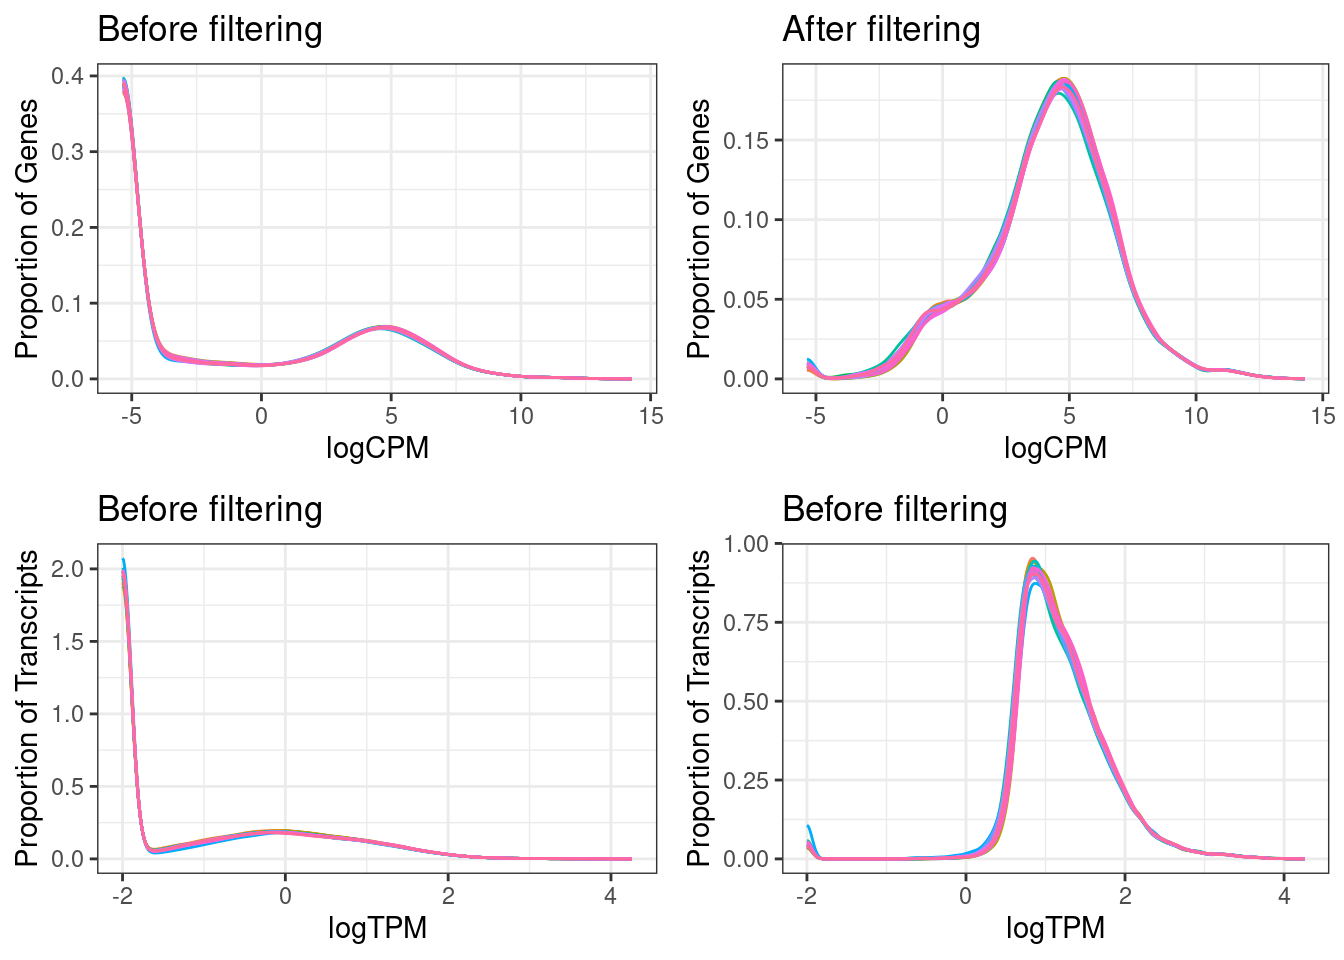 Before filtering
Proportion of Genes
0.4
0.3
0.2
0.1
0.0
-5 0 5 10 15
logCPM
After filtering
Proportion of Genes
0.15
0.10
0.05
0.00
-5 0 5 10 15
logCPM
Before filtering
Proportion of Transcripts
2.0
1.5
1.0
0.5
0.0
-2 0 2 4
logTPM
Before filtering
Proportion of Transcripts
1.00
0.75
0.50
0.25
0.00
-2 0 2 4
logTPM